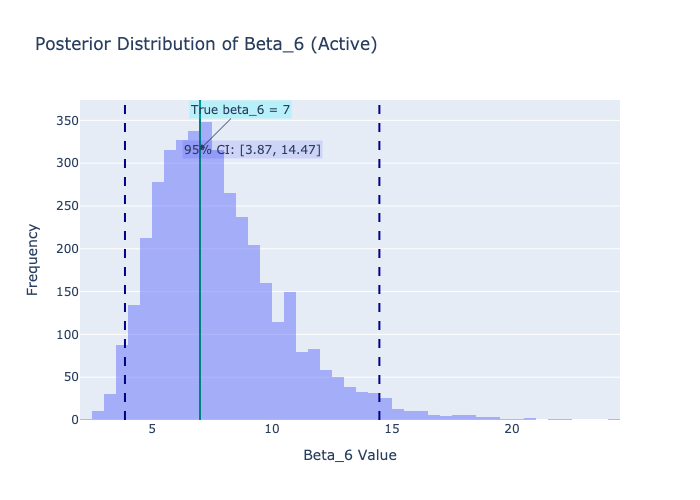 Posterior Distribution of Beta_6 (Active)
True beta_6 = 7
95% CI: [3.87, 14.47]
350
300
250
200
150
100
50
0
Frequency
5
10
15
20
Beta_6 Value